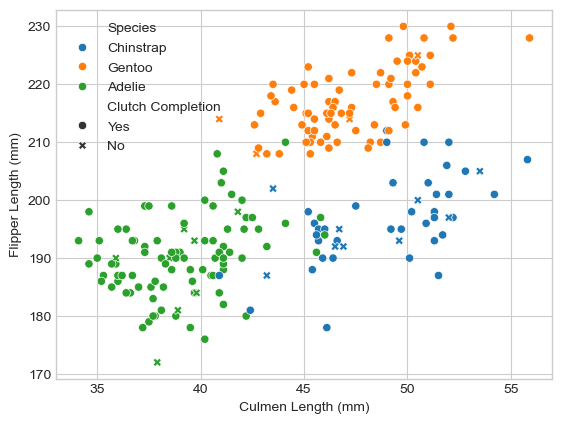 Species
Chinstrap
Gentoo
Adelie
Clutch Completion
Yes
No
Flipper Length (mm)
230
220
210
200
190
180
170
35 40 45 50 55
Culmen Length (mm)